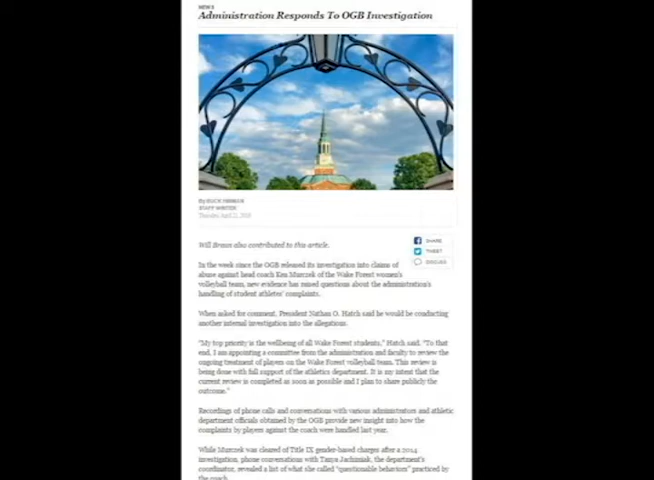 NEWS
Administration Responds To OGB Investigation
By
STAFF WRITER
Thursday April 21, 2016
Will Braun also contributed to this article.
SHARE
TWEET
DISCUSS
In the week since the OGB released its investigation into claims of
abuse against head coach Ken Murczek of the Wake Forest women's
volleyball team, new evidence has raised questions about the administration's
handling of student athletes' complaints.
When asked for comment, President Nathan O. Hatch said he would be conducting
another internal investigation into the allegations.
"My top priority is the wellbeing of all Wake Forest students," Hatch said. "To that
end, I am appointing a committee from the administration and faculty to review the
ongoing treatment of players on the Wake Forest volleyball team. This review is
being done with full support of the athletics department. It is my intent that the
current review is completed as soon as possible and I plan to share publicly the
outcome."
Recordings of phone calls and conversations with various administrators and athletic
department officials obtained by the OGB provide new insight into how the
complaints by players against the coach were handled last year.
While Murczek was cleared of Title IX gender-based charges after a 2014
investigation, phone conversations with Tanya Jachimiak, the department's
coordinator, revealed a list of what she called "questionable behaviors" practiced by
the coach